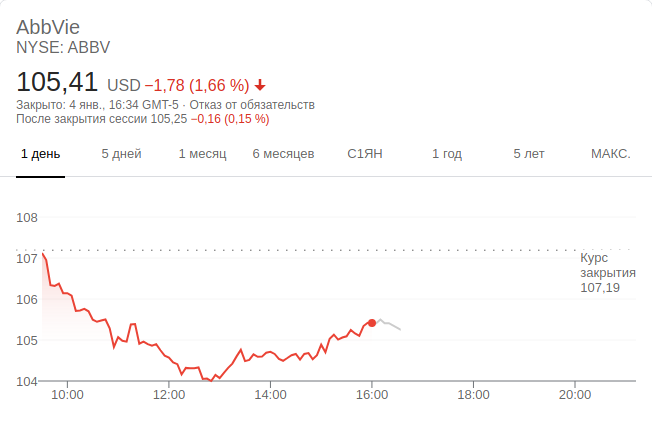 AbbVie
NYSE: ABBV
105,41 USD −1,78 (1,66 %)
Закрыто: 4 янв., 16:34 GMT-5 · Отказ от обязательств
После закрытия сессии 105,25 −0,16 (0,15 %)
1 день 5 дней 1 месяц 6 месяцев С1ЯН 1 год 5 лет МАКС.
108
107
106
105
104
Курс
закрытия
107,19
10:00 12:00 14:00 16:00 18:00 20:00